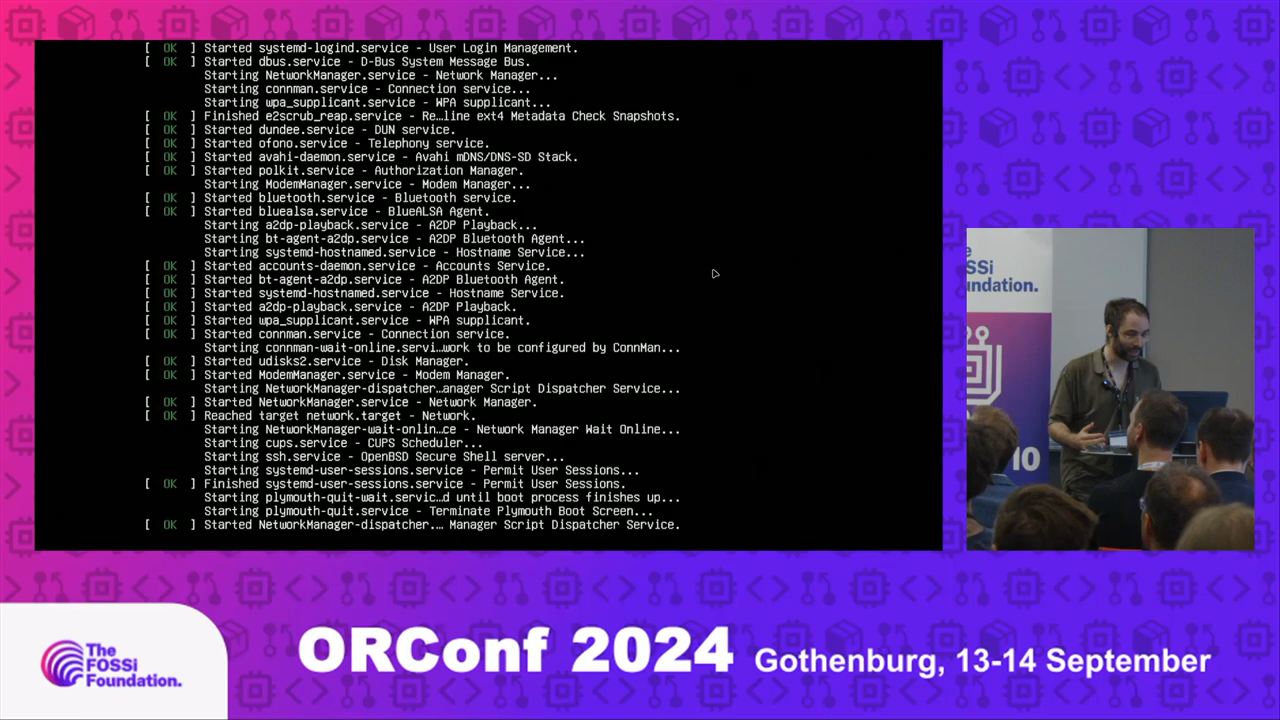 [  OK  ] Started systemd-logind.service - User Login Management.
[  OK  ] Started dbus.service - D-Bus System Message Bus.
Starting NetworkManager.service - Network Manager...
Starting connman.service - Connection service...
Starting wpa_supplicant.service - WPA supplicant...
[  OK  ] Finished e2scrub_reap.service - Re…line ext4 Metadata Check Snapshots.
[  OK  ] Started dundee.service - DUN service.
[  OK  ] Started ofono.service - Telephony service.
[  OK  ] Started avahi-daemon.service - Avahi mDNS/DNS-SD Stack.
[  OK  ] Started polkit.service - Authorization Manager.
Starting ModemManager.service - Modem Manager...
[  OK  ] Started bluetooth.service - Bluetooth service.
[  OK  ] Started bluealsa.service - BlueALSA Agent.
Starting a2dp-playback.service - A2DP Playback...
Starting bt-agent-a2dp.service - A2DP Bluetooth Agent...
Starting systemd-hostnamed.service - Hostname Service...
[  OK  ] Started accounts-daemon.service - Accounts Service.
[  OK  ] Started bt-agent-a2dp.service - A2DP Bluetooth Agent.
[  OK  ] Started systemd-hostnamed.service - Hostname Service.
[  OK  ] Started a2dp-playback.service - A2DP Playback.
[  OK  ] Started wpa_supplicant.service - WPA supplicant.
[  OK  ] Started connman.service - Connection service.
Starting connman-wait-online.servi…work to be configured by ConnMan...
[  OK  ] Started udisks2.service - Disk Manager.
[  OK  ] Started ModemManager.service - Modem Manager.
Starting NetworkManager-dispatcher…anager Script Dispatcher Service...
[  OK  ] Started NetworkManager.service - Network Manager.
[  OK  ] Reached target network.target - Network.
Starting NetworkManager-wait-onlin…ce - Network Manager Wait Online...
Starting cups.service - CUPS Scheduler...
Starting ssh.service - OpenBSD Secure Shell server...
Starting systemd-user-sessions.service - Permit User Sessions...
[  OK  ] Finished systemd-user-sessions.service - Permit User Sessions.
Starting plymouth-quit-wait.servic…d until boot process finishes up...
Starting plymouth-quit.service - Terminate Plymouth Boot Screen...
[  OK  ] Started NetworkManager-dispatcher.… Manager Script Dispatcher Service.
e
SSi
undation.
10
The
FOSSi
Foundation.
ORConf 2024 Gothenburg, 13-14 September